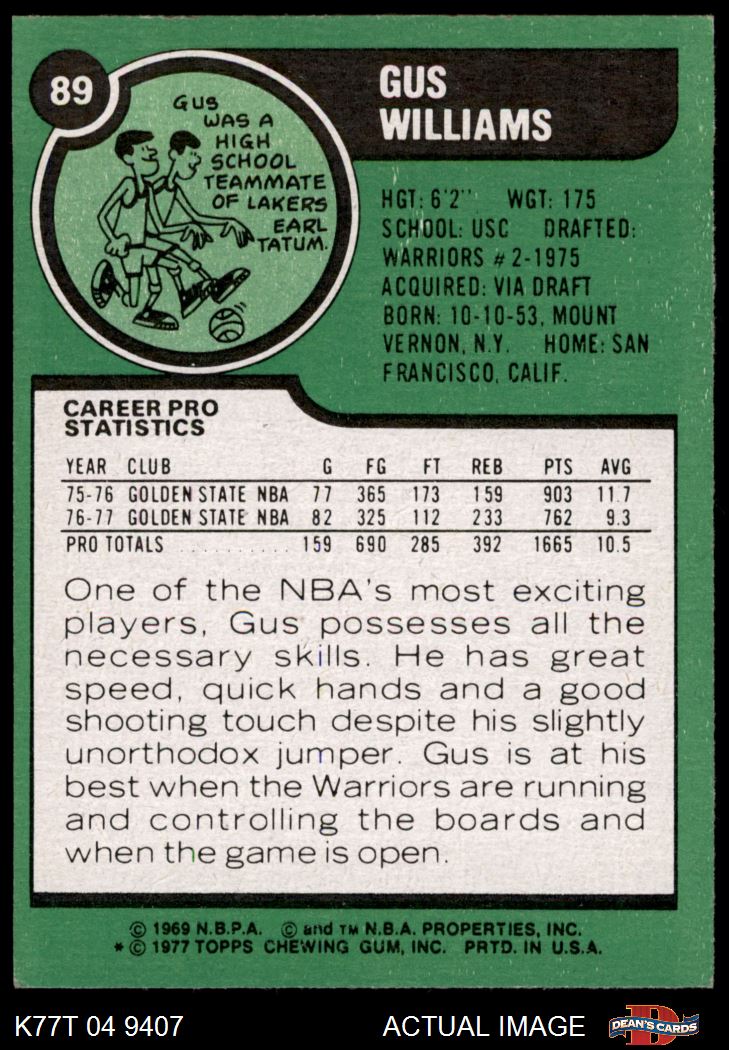 89
GUS
WAS A
HIGH
SCHOOL
TEAMMATE
OF LAKERS
EARL
TATUM.
GUS
WILLIAMS
HGT: 6'2'' WGT: 175
SCHOOL: USC DRAFTED:
WARRIORS #2-1975
ACQUIRED: VIA DRAFT
BORN: 10-10-53, MOUNT
VERNON, N.Y. HOME: SAN
FRANCISCO, CALIF.
CAREER PRO
STATISTICS
YEAR CLUB G FG FT REB PTS AVG
75-76 GOLDEN STATE NBA 77 365 173 159 903 11.7
76-77 GOLDEN STATE NBA 82 325 112 233 762 9.3
PRO TOTALS . . . . . . . . . . 159 690 285 392 1665 10.5
One of the NBA's most exciting
players, Gus possesses all the
necessary skills. He has great
speed, quick hands and a good
shooting touch despite his slightly
unorthodox jumper. Gus is at his
best when the Warriors are running
and controlling the boards and
when the game is open.
© 1969 N.B.P.A. © and TM N.B.A. PROPERTIES, INC.
* © 1977 TOPPS CHEWING GUM, INC. PRTD. IN U.S.A.
K77T 04 9407 ACTUAL IMAGE D DEAN'S CARDS